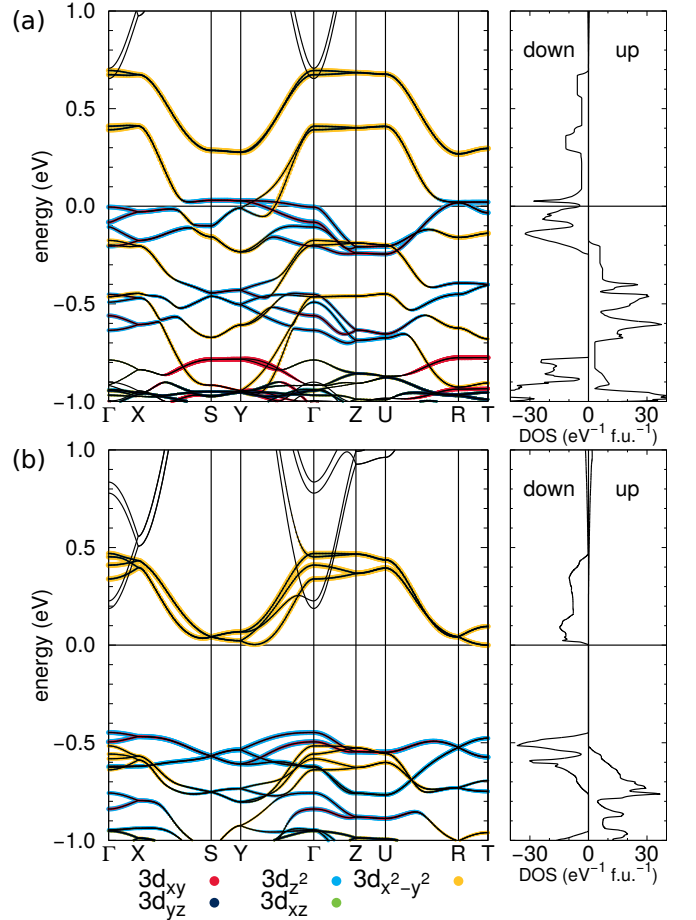 (a)
1.0
0.5
0.0
−0.5
−1.0
energy (eV)
Γ X S Y Γ Z U R T
down up
−30 0 30
DOS (eV⁻¹ f.u.⁻¹)
(b)
1.0
0.5
0.0
−0.5
−1.0
energy (eV)
Γ X S Y Γ Z U R T
down up
−30 0 30
DOS (eV⁻¹ f.u.⁻¹)
3d_xy 3d_z² 3d_x²−y²
3d_yz 3d_xz